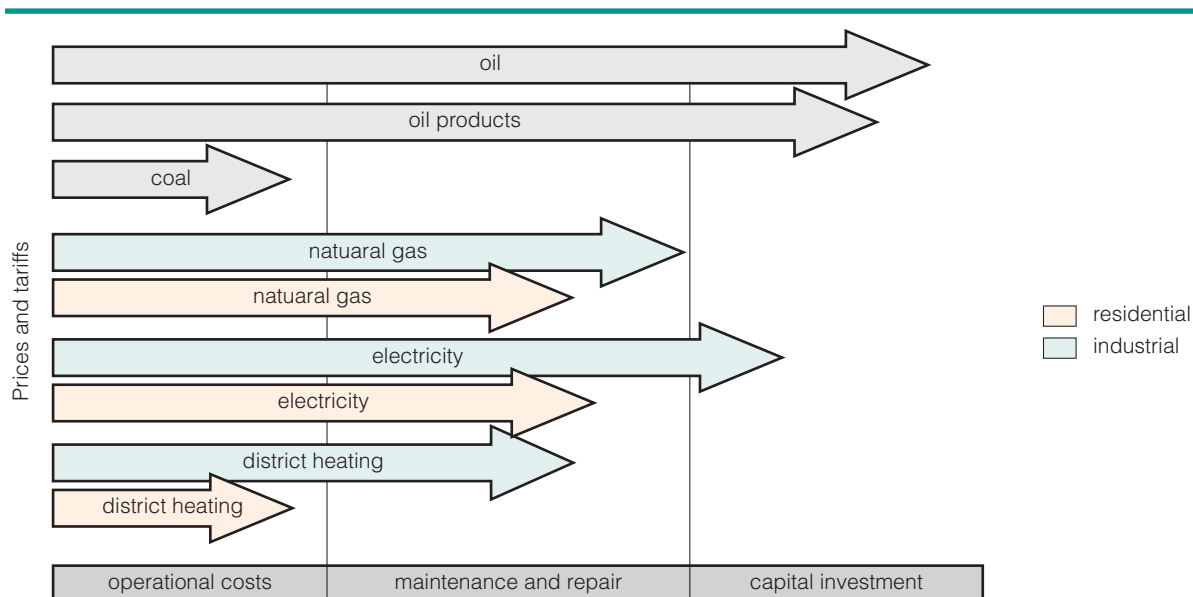 oil
oil products
coal
natuaral gas
natuaral gas
electricity
electricity
district heating
district heating
Prices and tariffs
residential
industrial
operational costs
maintenance and repair
capital investment